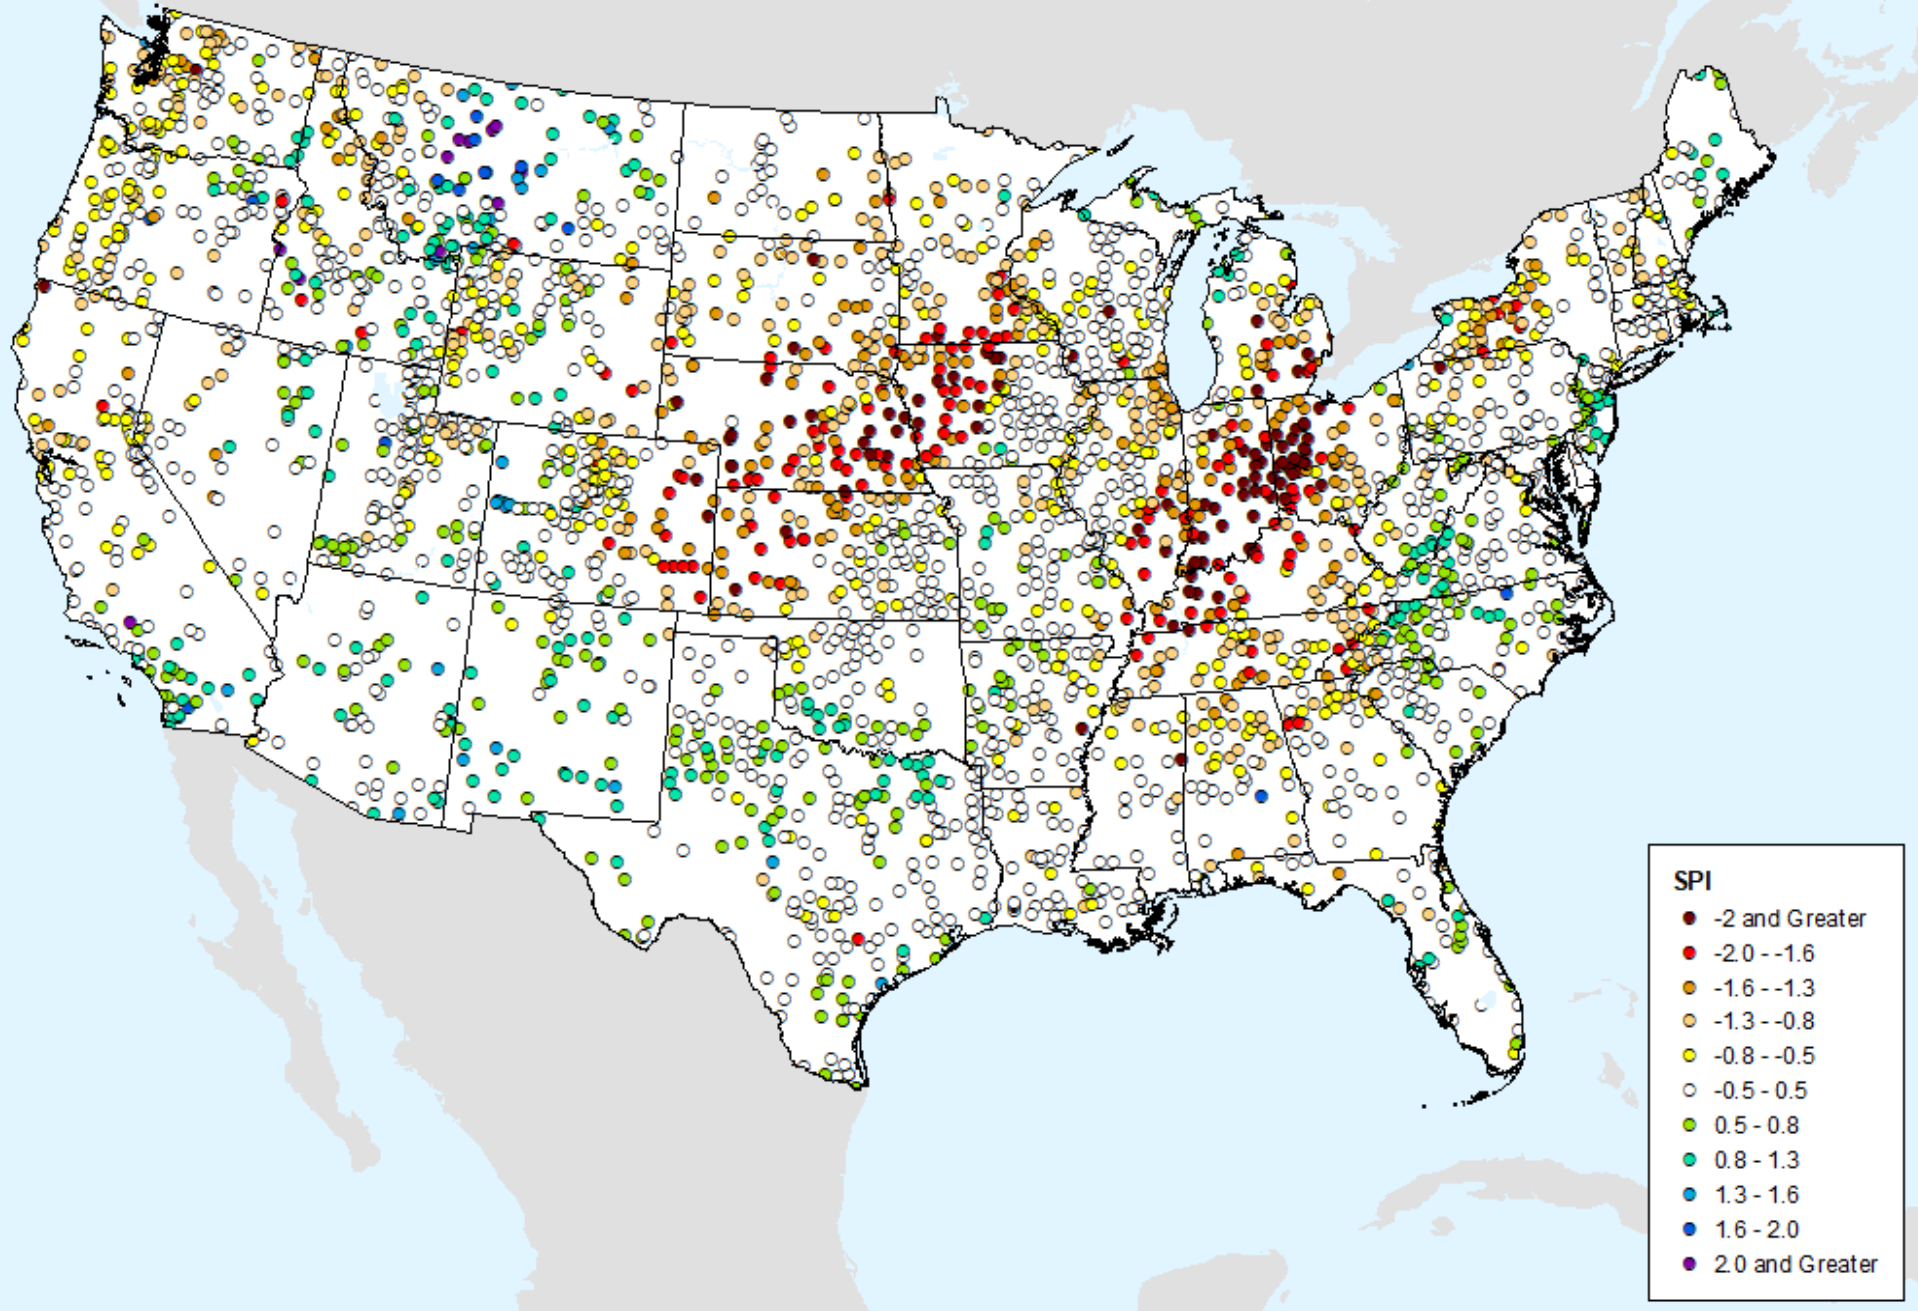 SPI
-2 and Greater
-2.0 - -1.6
-1.6 - -1.3
-1.3 - -0.8
-0.8 - -0.5
-0.5 - 0.5
0.5 - 0.8
0.8 - 1.3
1.3 - 1.6
1.6 - 2.0
2.0 and Greater